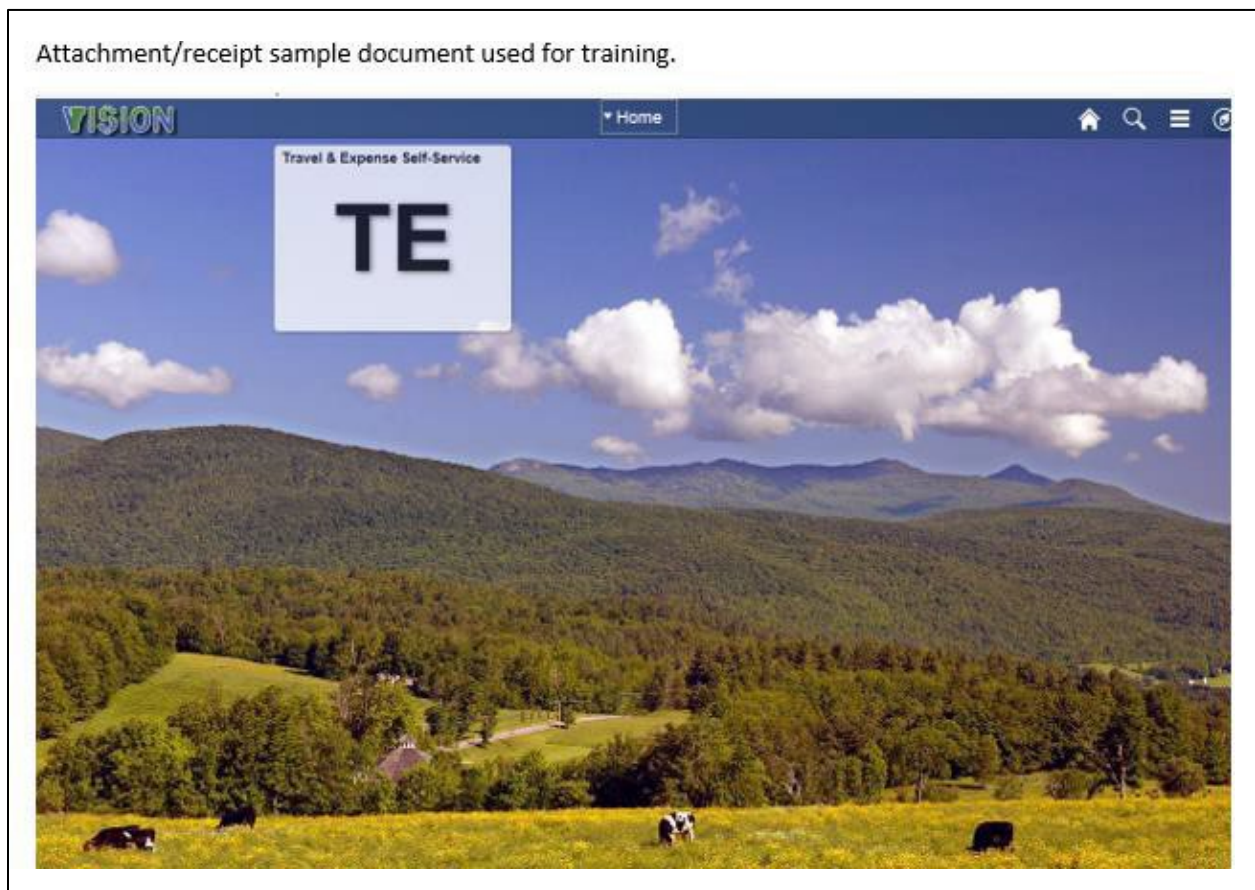 Attachment/receipt sample document used for training.
VISION
Home
Travel & Expense Self-Service
TE